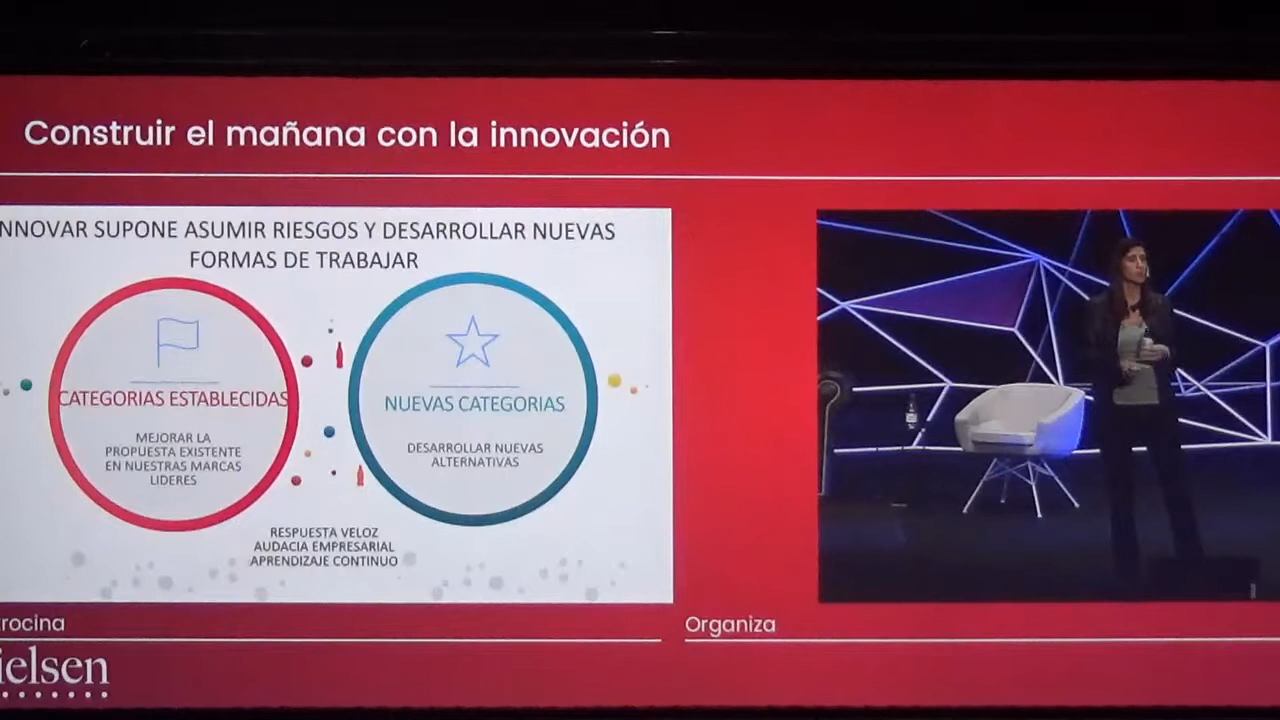 Construir el mañana con la innovación
NNOVAR SUPONE ASUMIR RIESGOS Y DESARROLLAR NUEVAS
FORMAS DE TRABAJAR
CATEGORIAS ESTABLECIDAS
MEJORAR LA
PROPUESTA EXISTENTE
EN NUESTRAS MARCAS
LIDERES
NUEVAS CATEGORIAS
DESARROLLAR NUEVAS
ALTERNATIVAS
RESPUESTA VELOZ
AUDACIA EMPRESARIAL
APRENDIZAJE CONTINUO
rocina
Organiza
ielsen